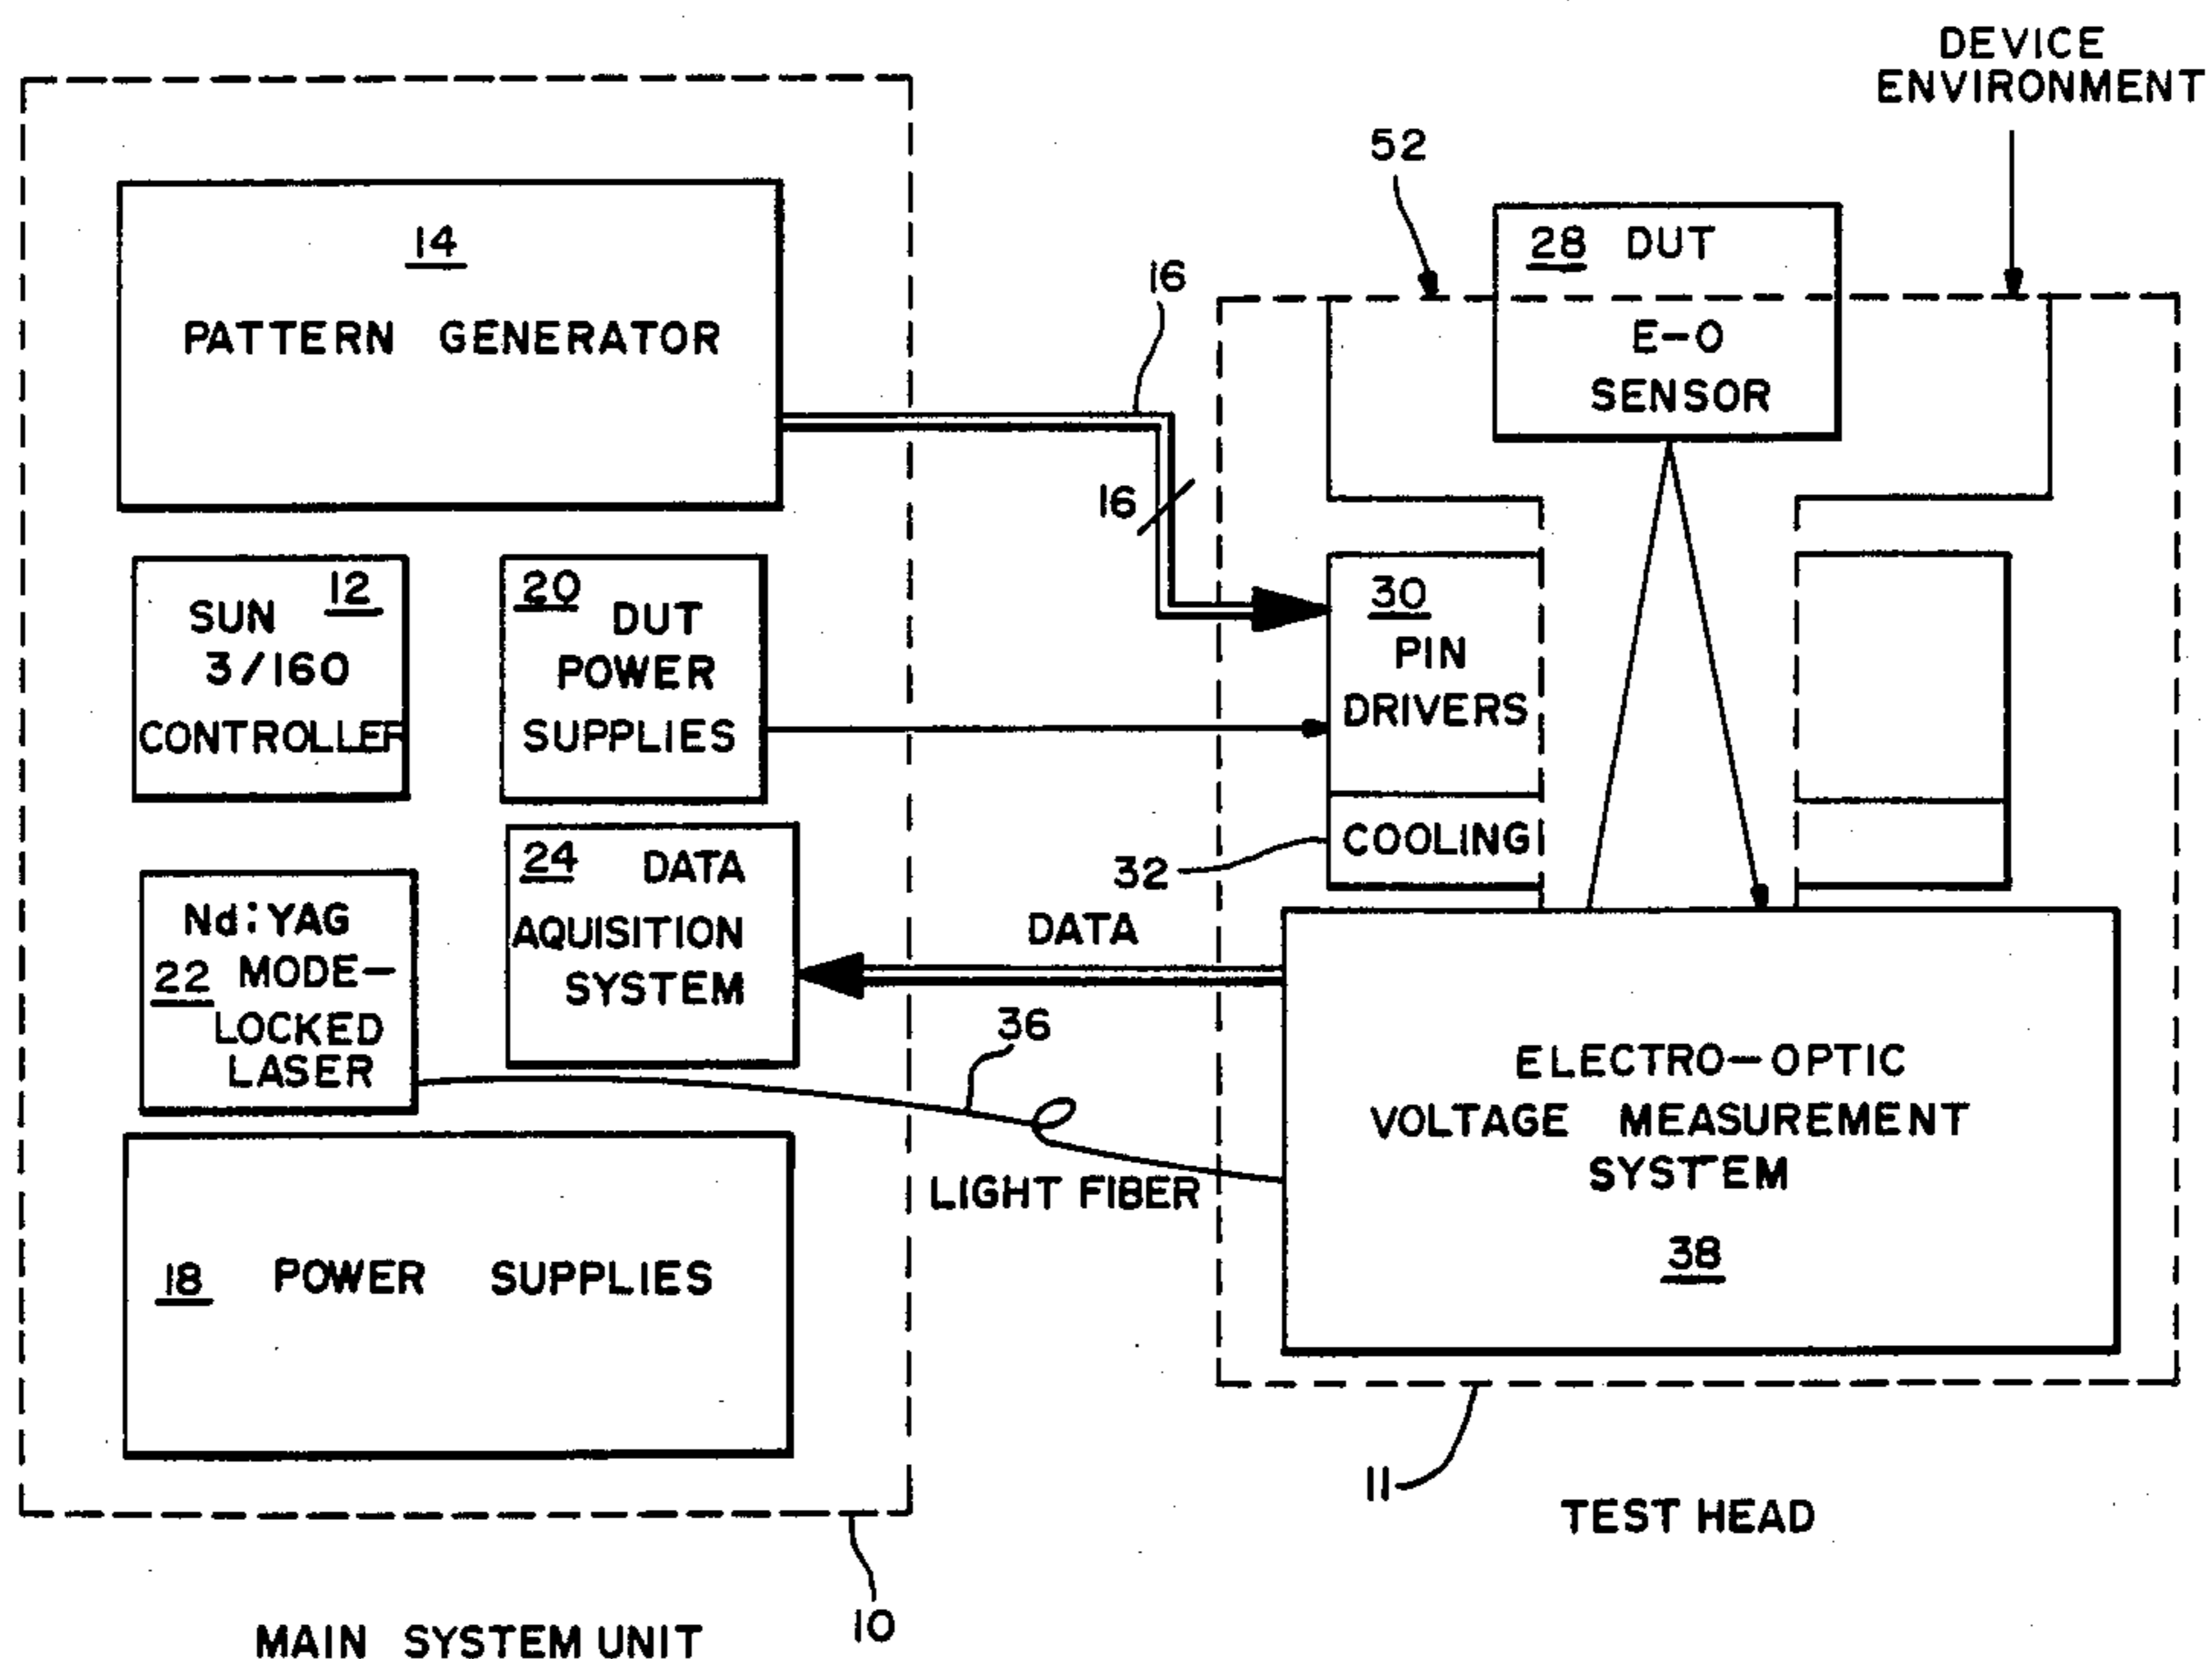 DEVICE
ENVIRONMENT
52
28 DUT
E-O
SENSOR
14
PATTERN GENERATOR
16
16
12
SUN
3/160
CONTROLLER
20
DUT
POWER
SUPPLIES
30
PIN
DRIVERS
32
COOLING
24 DATA
AQUISITION
SYSTEM
DATA
Nd:YAG
22 MODE-
LOCKED
LASER
36
LIGHT FIBER
ELECTRO-OPTIC
VOLTAGE MEASUREMENT
SYSTEM
38
18 POWER SUPPLIES
11
TEST HEAD
10
MAIN SYSTEM UNIT